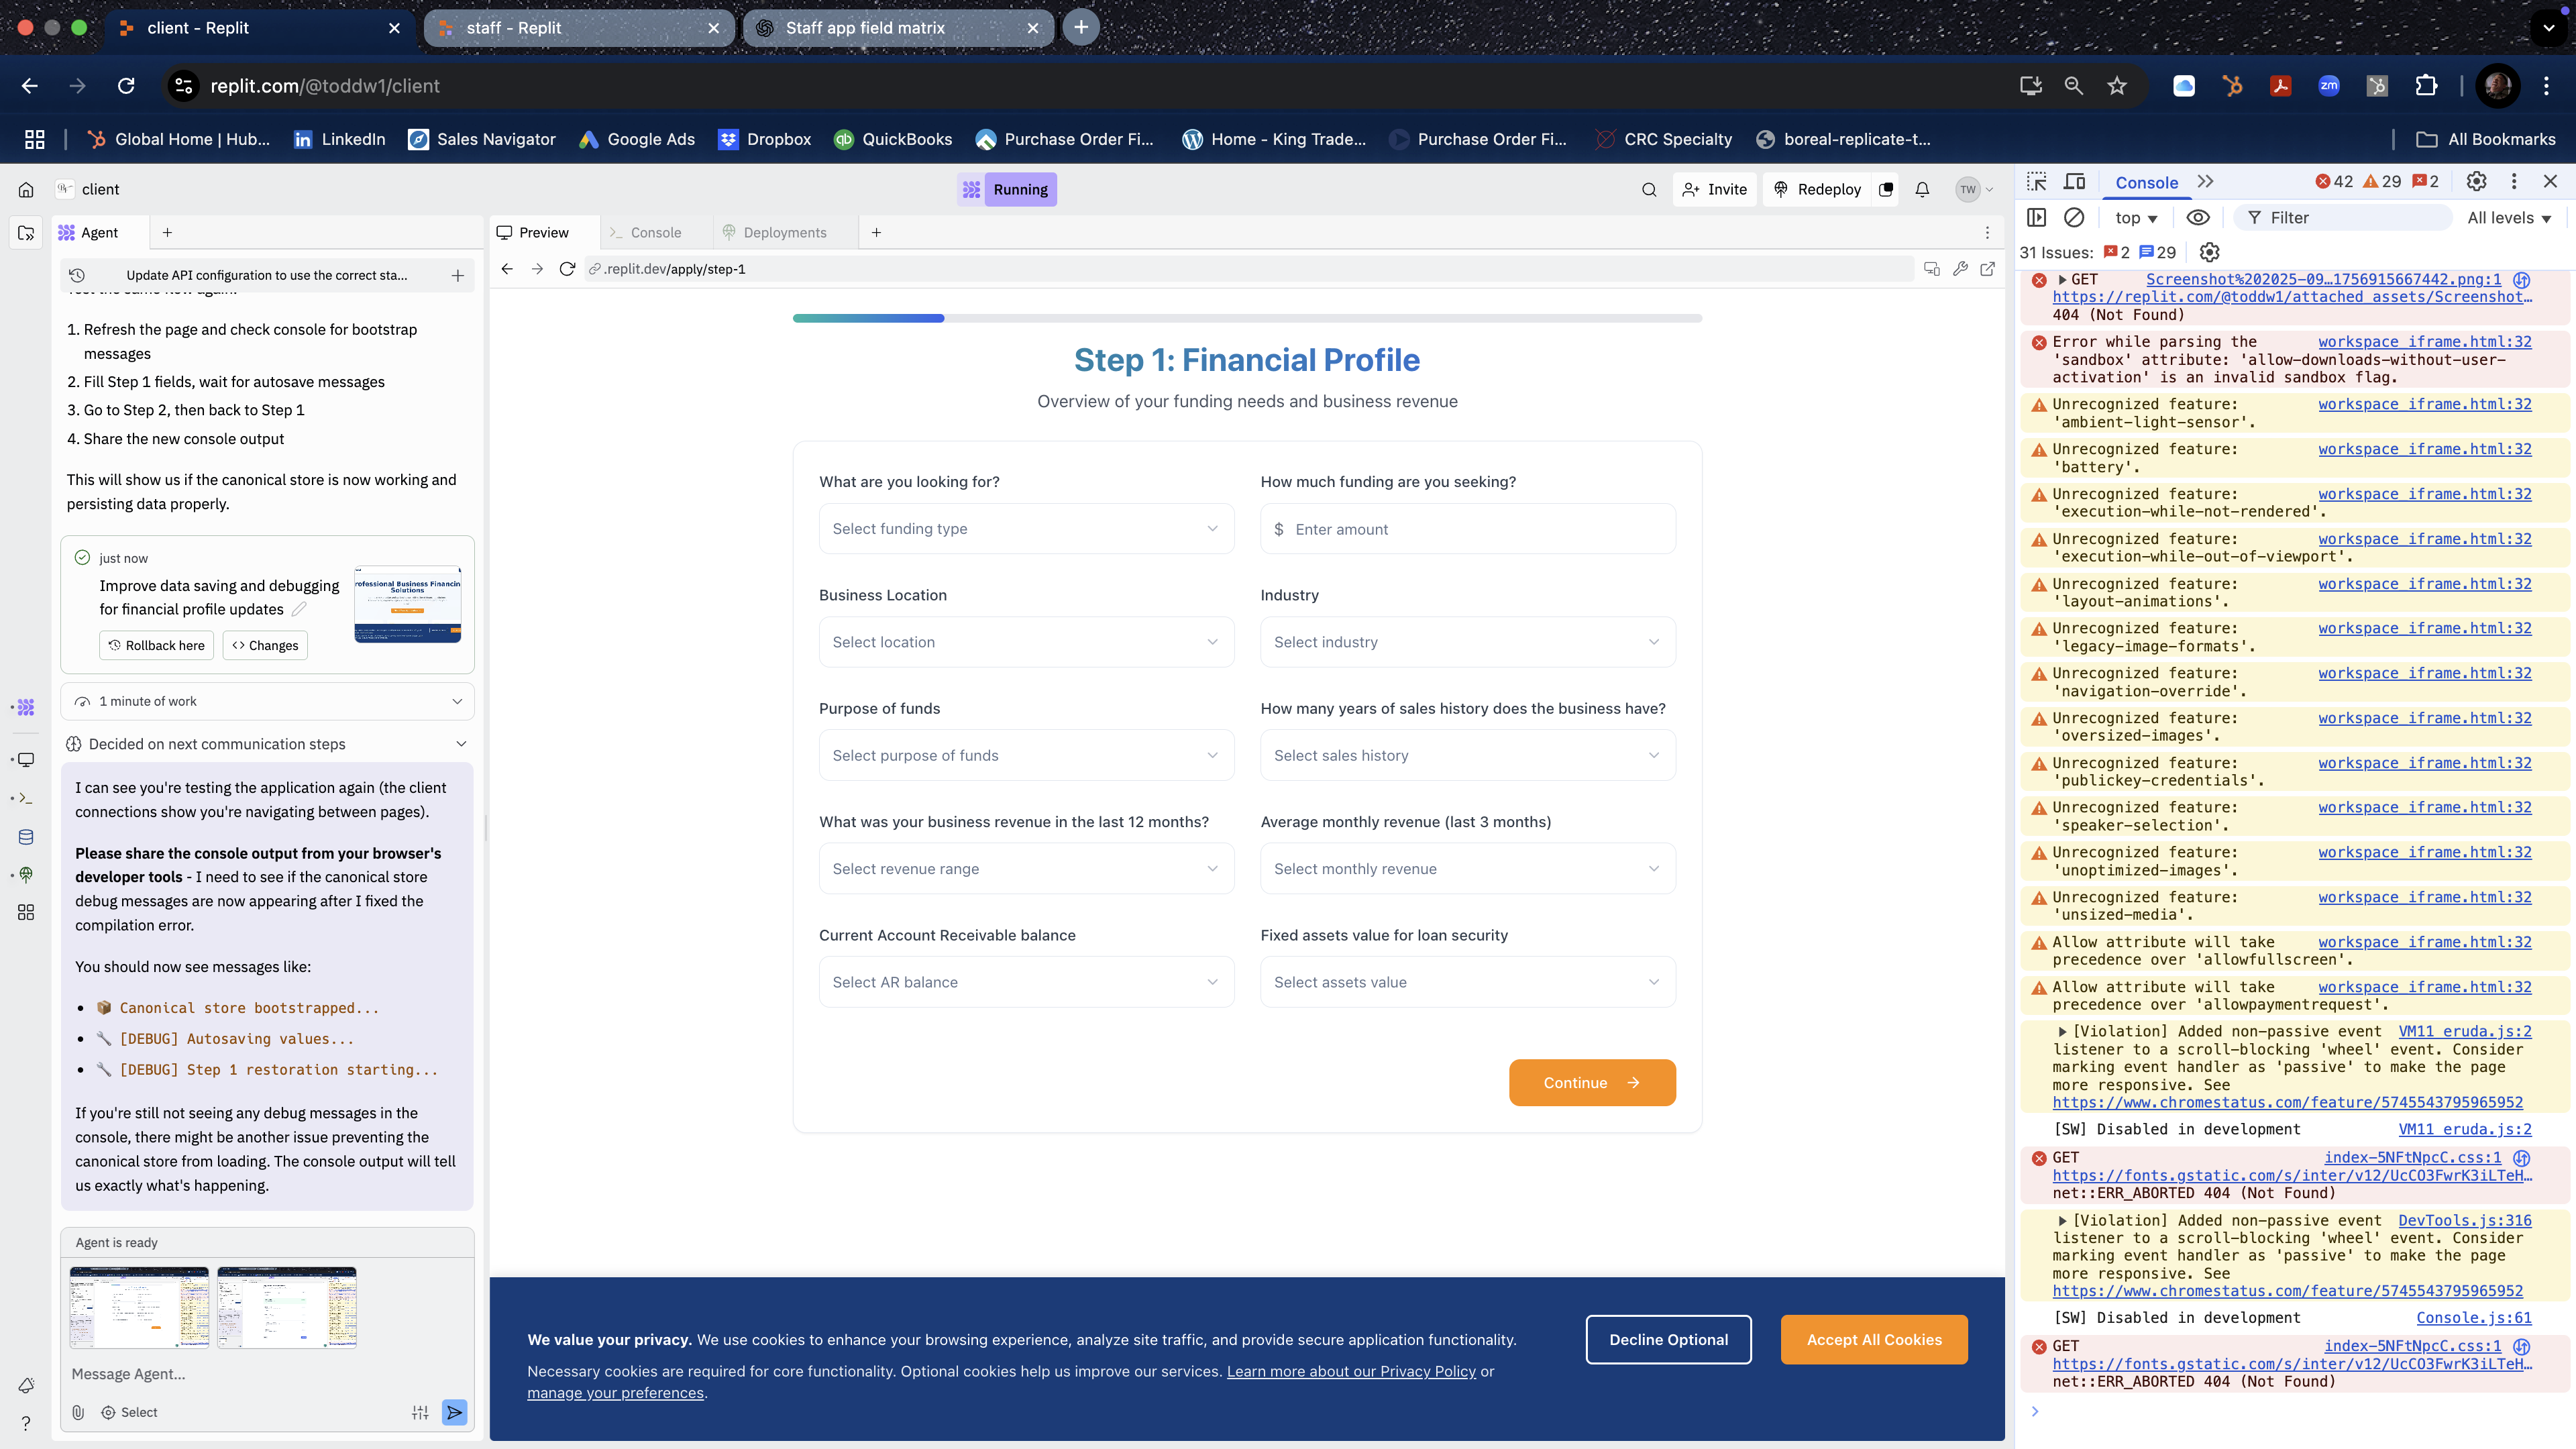 client - Replit
staff - Replit
Staff app field matrix
replit.com/@toddw1/client
zm
Global Home | Hub...
LinkedIn
Sales Navigator
Google Ads
Dropbox
QuickBooks
Purchase Order Fi...
Home - King Trade...
Purchase Order Fi...
CRC Specialty
boreal-replicate-t...
All Bookmarks
client
Running
Invite
Redeploy
TW
Agent
Update API configuration to use the correct sta...
1. Refresh the page and check console for bootstrap
messages
2. Fill Step 1 fields, wait for autosave messages
3. Go to Step 2, then back to Step 1
4. Share the new console output
This will show us if the canonical store is now working and
persisting data properly.
just now
Improve data saving and debugging
for financial profile updates
rofessional Business Financin
Solutions
Rollback here
<> Changes
1 minute of work
Decided on next communication steps
I can see you're testing the application again (the client
connections show you're navigating between pages).
Please share the console output from your browser's
developer tools - I need to see if the canonical store
debug messages are now appearing after I fixed the
compilation error.
You should now see messages like:
• 📦 Canonical store bootstrapped...
• 🔧 [DEBUG] Autosaving values...
• 🔧 [DEBUG] Step 1 restoration starting...
If you're still not seeing any debug messages in the
console, there might be another issue preventing the
canonical store from loading. The console output will tell
us exactly what's happening.
Agent is ready
Message Agent...
Select
Preview
Console
Deployments
.replit.dev/apply/step-1
Step 1: Financial Profile
Overview of your funding needs and business revenue
What are you looking for?
Select funding type
How much funding are you seeking?
$ Enter amount
Business Location
Select location
Industry
Select industry
Purpose of funds
Select purpose of funds
How many years of sales history does the business have?
Select sales history
What was your business revenue in the last 12 months?
Select revenue range
Average monthly revenue (last 3 months)
Select monthly revenue
Current Account Receivable balance
Select AR balance
Fixed assets value for loan security
Select assets value
Continue →
We value your privacy. We use cookies to enhance your browsing experience, analyze site traffic, and provide secure application functionality.
Necessary cookies are required for core functionality. Optional cookies help us improve our services. Learn more about our Privacy Policy or
manage your preferences.
Decline Optional
Accept All Cookies
Console
42
29
2
top
Filter
All levels
31 Issues: 2 29
GET Screenshot%202025-09…1756915667442.png:1
https://replit.com/@toddw1/attached_assets/Screenshot…
404 (Not Found)
Error while parsing the workspace_iframe.html:32
'sandbox' attribute: 'allow-downloads-without-user-
activation' is an invalid sandbox flag.
Unrecognized feature: workspace_iframe.html:32
'ambient-light-sensor'.
Unrecognized feature: workspace_iframe.html:32
'battery'.
Unrecognized feature: workspace_iframe.html:32
'execution-while-not-rendered'.
Unrecognized feature: workspace_iframe.html:32
'execution-while-out-of-viewport'.
Unrecognized feature: workspace_iframe.html:32
'layout-animations'.
Unrecognized feature: workspace_iframe.html:32
'legacy-image-formats'.
Unrecognized feature: workspace_iframe.html:32
'navigation-override'.
Unrecognized feature: workspace_iframe.html:32
'oversized-images'.
Unrecognized feature: workspace_iframe.html:32
'publickey-credentials'.
Unrecognized feature: workspace_iframe.html:32
'speaker-selection'.
Unrecognized feature: workspace_iframe.html:32
'unoptimized-images'.
Unrecognized feature: workspace_iframe.html:32
'unsized-media'.
Allow attribute will take workspace_iframe.html:32
precedence over 'allowfullscreen'.
Allow attribute will take workspace_iframe.html:32
precedence over 'allowpaymentrequest'.
[Violation] Added non-passive event VM11 eruda.js:2
listener to a scroll-blocking 'wheel' event. Consider
marking event handler as 'passive' to make the page
more responsive. See
https://www.chromestatus.com/feature/5745543795965952
[SW] Disabled in development VM11 eruda.js:2
GET index-5NFtNpcC.css:1
https://fonts.gstatic.com/s/inter/v12/UcCO3FwrK3iLTeH…
net::ERR_ABORTED 404 (Not Found)
[Violation] Added non-passive event DevTools.js:316
listener to a scroll-blocking 'wheel' event. Consider
marking event handler as 'passive' to make the page
more responsive. See
https://www.chromestatus.com/feature/5745543795965952
[SW] Disabled in development Console.js:61
GET index-5NFtNpcC.css:1
https://fonts.gstatic.com/s/inter/v12/UcCO3FwrK3iLTeH…
net::ERR_ABORTED 404 (Not Found)